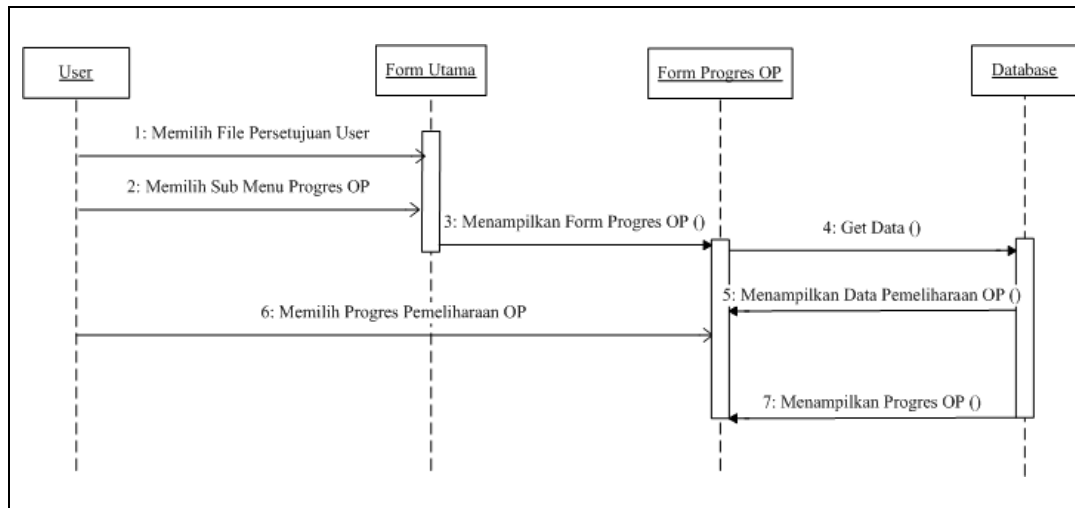 User
Form Utama
Form Progres OP
Database
1: Memilih File Persetujuan User
2: Memilih Sub Menu Progres OP
3: Menampilkan Form Progres OP ()
4: Get Data ()
5: Menampilkan Data Pemeliharaan OP ()
6: Memilih Progres Pemeliharaan OP
7: Menampilkan Progres OP ()